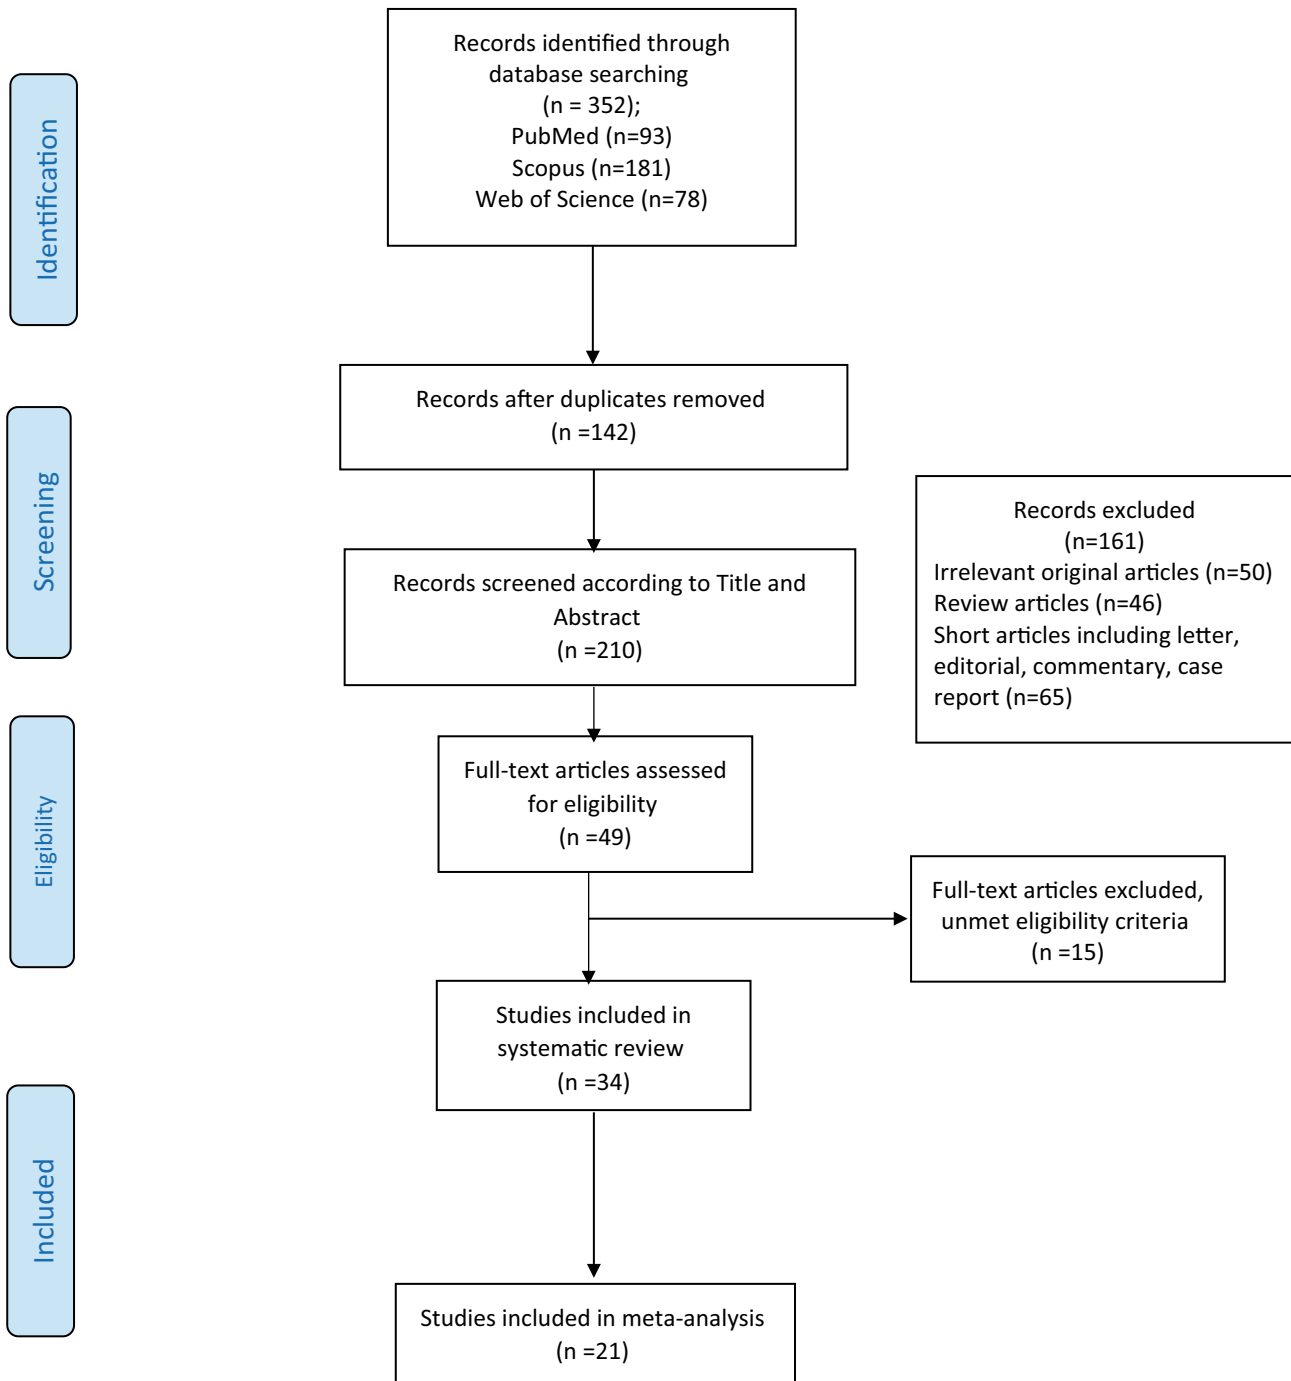 Identification
Records identified through
database searching
(n = 352);
PubMed (n=93)
Scopus (n=181)
Web of Science (n=78)
Records after duplicates removed
(n =142)
Screening
Records screened according to Title and
Abstract
(n =210)
Records excluded
(n=161)
Irrelevant original articles (n=50)
Review articles (n=46)
Short articles including letter,
editorial, commentary, case
report (n=65)
Eligibility
Full-text articles assessed
for eligibility
(n =49)
Full-text articles excluded,
unmet eligibility criteria
(n =15)
Studies included in
systematic review
(n =34)
Included
Studies included in meta-analysis
(n =21)